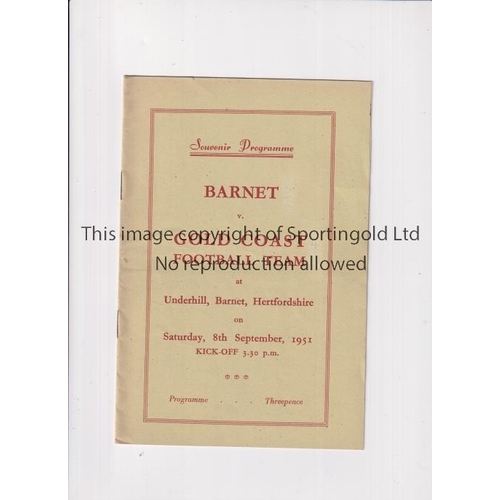 Souvenir Programme
BARNET
v.
This image copyright of Sportingold Ltd
GOLD COAST
FOOTBALL TEAM
No reproduction allowed
at
Underhill, Barnet, Hertfordshire
on
Saturday, 8th September, 1951
KICK-OFF 3.30 p.m.
Programme . . . Threepence